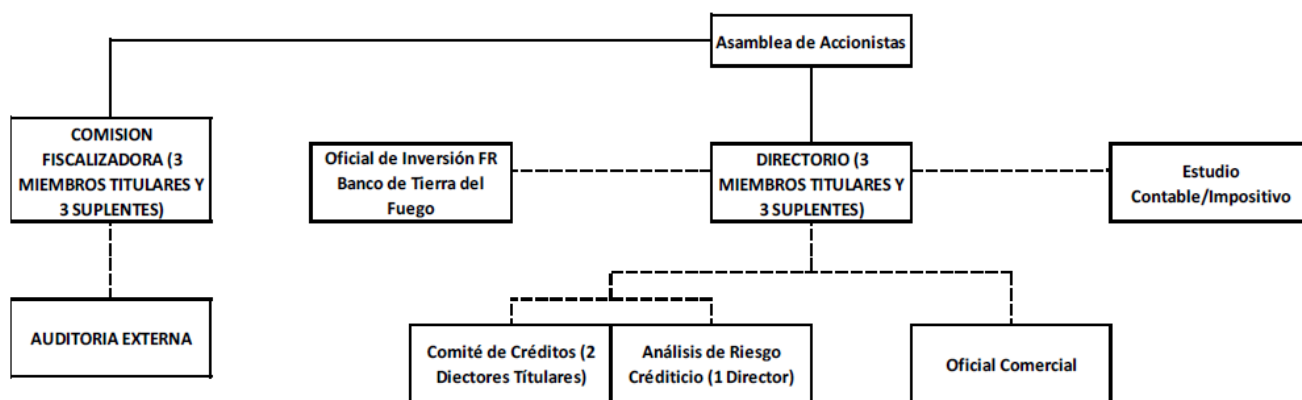 Asamblea de Accionistas
COMISION
FISCALIZADORA (3
MIEMBROS TITULARES Y
3 SUPLENTES)
Oficial de Inversión FR
Banco de Tierra del
Fuego
DIRECTORIO (3
MIEMBROS TITULARES Y
3 SUPLENTES)
Estudio
Contable/Impositivo
AUDITORIA EXTERNA
Comité de Créditos (2
Diectores Títulares)
Análisis de Riesgo
Créditicio (1 Director)
Oficial Comercial